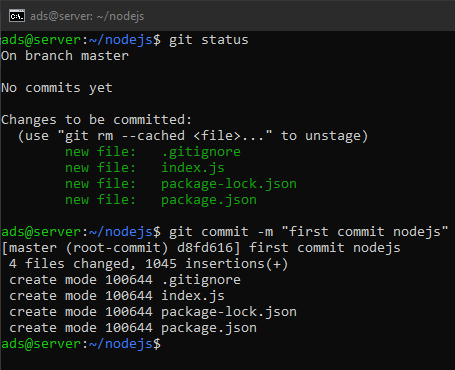 ads@server: ~/nodejs
ads@server:~/nodejs$ git status
On branch master
No commits yet
Changes to be committed:
  (use "git rm --cached <file>..." to unstage)
        new file:   .gitignore
        new file:   index.js
        new file:   package-lock.json
        new file:   package.json
ads@server:~/nodejs$ git commit -m "first commit nodejs"
[master (root-commit) d8fd616] first commit nodejs
 4 files changed, 1045 insertions(+)
 create mode 100644 .gitignore
 create mode 100644 index.js
 create mode 100644 package-lock.json
 create mode 100644 package.json
ads@server:~/nodejs$